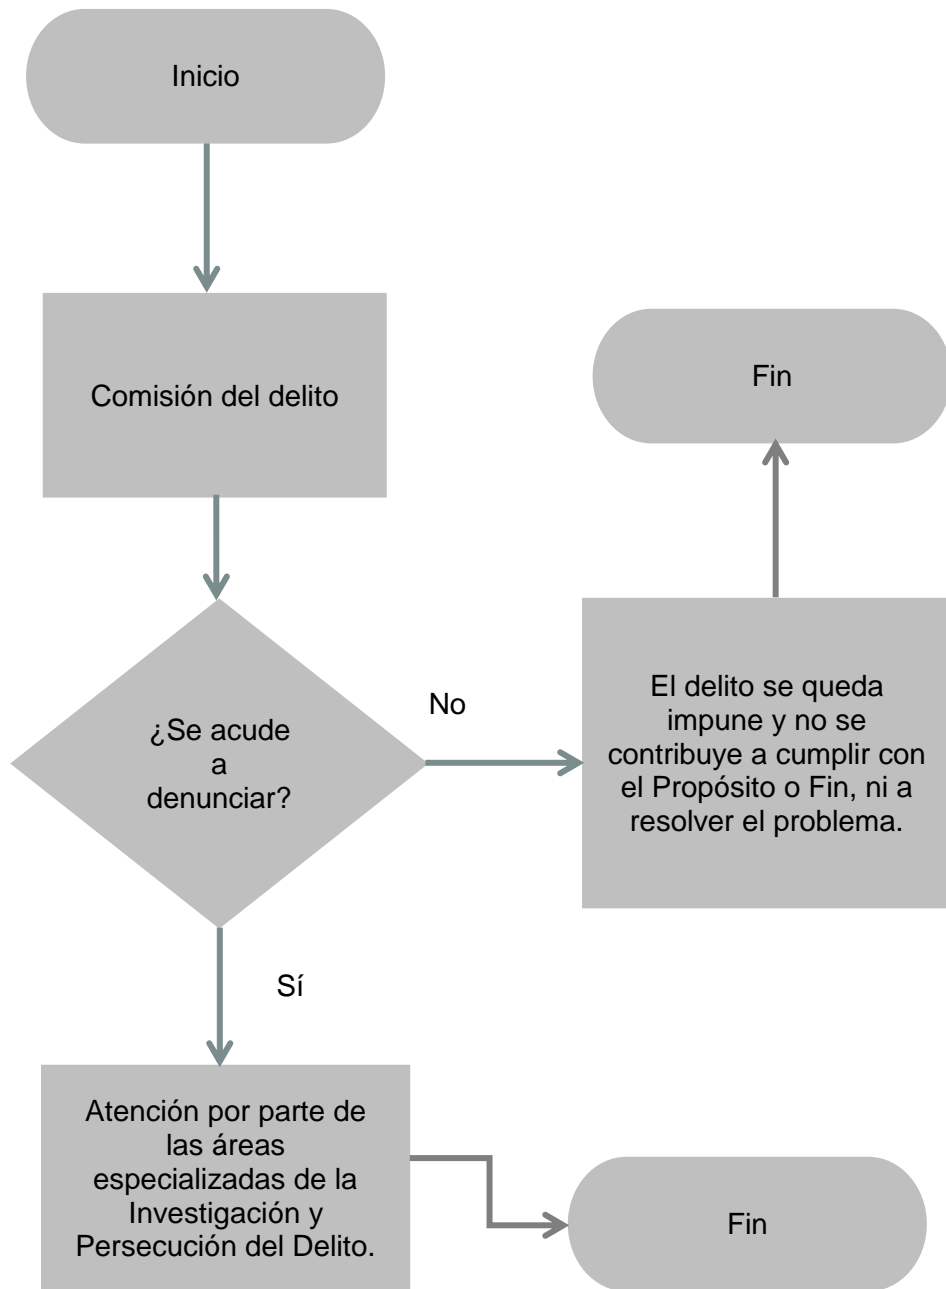 Inicio
Comisión del delito
¿Se acude
a
denunciar?
No
El delito se queda
impune y no se
contribuye a cumplir con
el Propósito o Fin, ni a
resolver el problema.
Fin
Sí
Atención por parte de
las áreas
especializadas de la
Investigación y
Persecución del Delito.
Fin